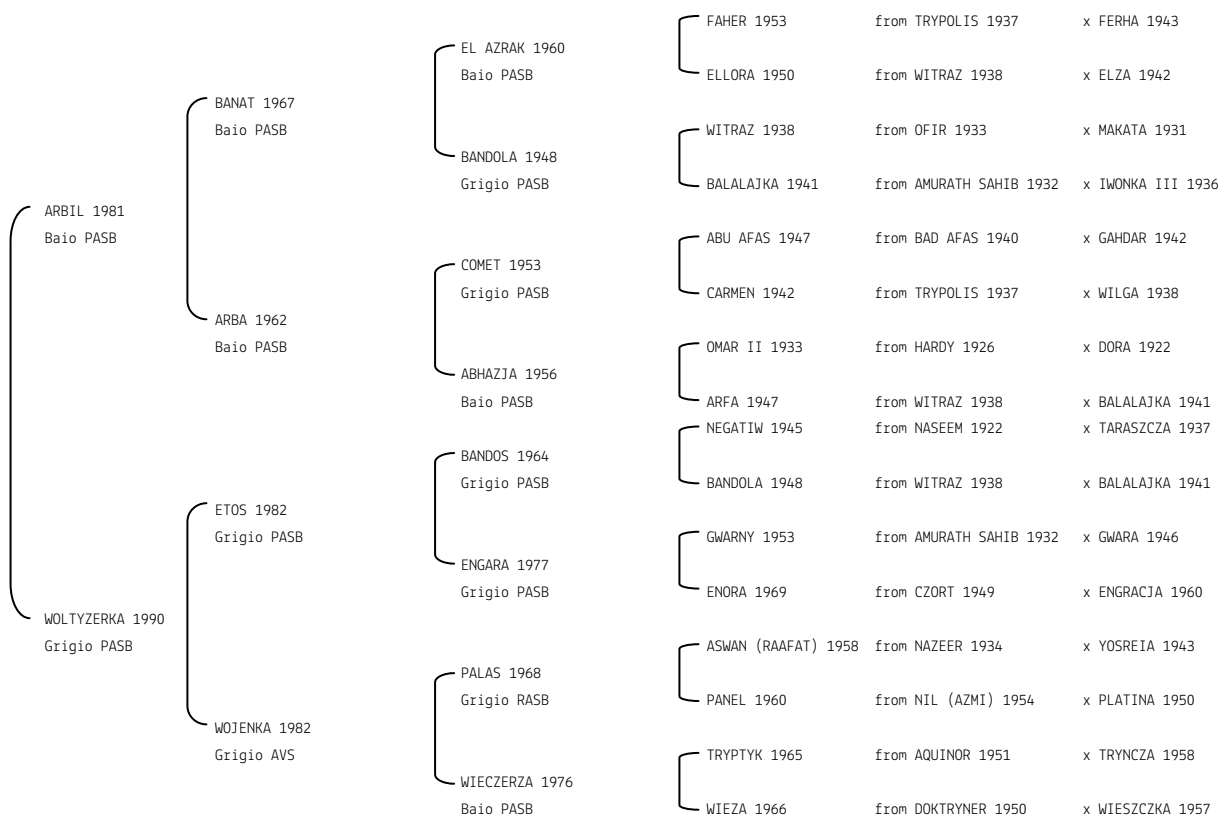 FAHER 1953 from TRYPOLIS 1937 x FERHA 1943
EL AZRAK 1960
Baio PASB
ELLORA 1950 from WITRAZ 1938 x ELZA 1942
BANAT 1967
Baio PASB
WITRAZ 1938 from OFIR 1933 x MAKATA 1931
BANDOLA 1948
Grigio PASB
BALALAJKA 1941 from AMURATH SAHIB 1932 x IWONKA III 1936
ARBIL 1981
Baio PASB
ABU AFAS 1947 from BAD AFAS 1940 x GAHDAR 1942
COMET 1953
Grigio PASB
CARMEN 1942 from TRYPOLIS 1937 x WILGA 1938
ARBA 1962
Baio PASB
OMAR II 1933 from HARDY 1926 x DORA 1922
ABHAZJA 1956
Baio PASB
ARFA 1947 from WITRAZ 1938 x BALALAJKA 1941
NEGATIW 1945 from NASEEM 1922 x TARASZCZA 1937
BANDOS 1964
Grigio PASB
BANDOLA 1948 from WITRAZ 1938 x BALALAJKA 1941
ETOS 1982
Grigio PASB
GWARNY 1953 from AMURATH SAHIB 1932 x GWARA 1946
ENGARA 1977
Grigio PASB
ENORA 1969 from CZORT 1949 x ENGRACJA 1960
WOLTYZERKA 1990
Grigio PASB
ASWAN (RAAFAT) 1958 from NAZEER 1934 x YOSREIA 1943
PALAS 1968
Grigio RASB
PANEL 1960 from NIL (AZMI) 1954 x PLATINA 1950
WOJENKA 1982
Grigio AVS
TRYPTYK 1965 from AQUINOR 1951 x TRYNCZA 1958
WIECZERZA 1976
Baio PASB
WIEZA 1966 from DOKTRYNER 1950 x WIESZCZKA 1957